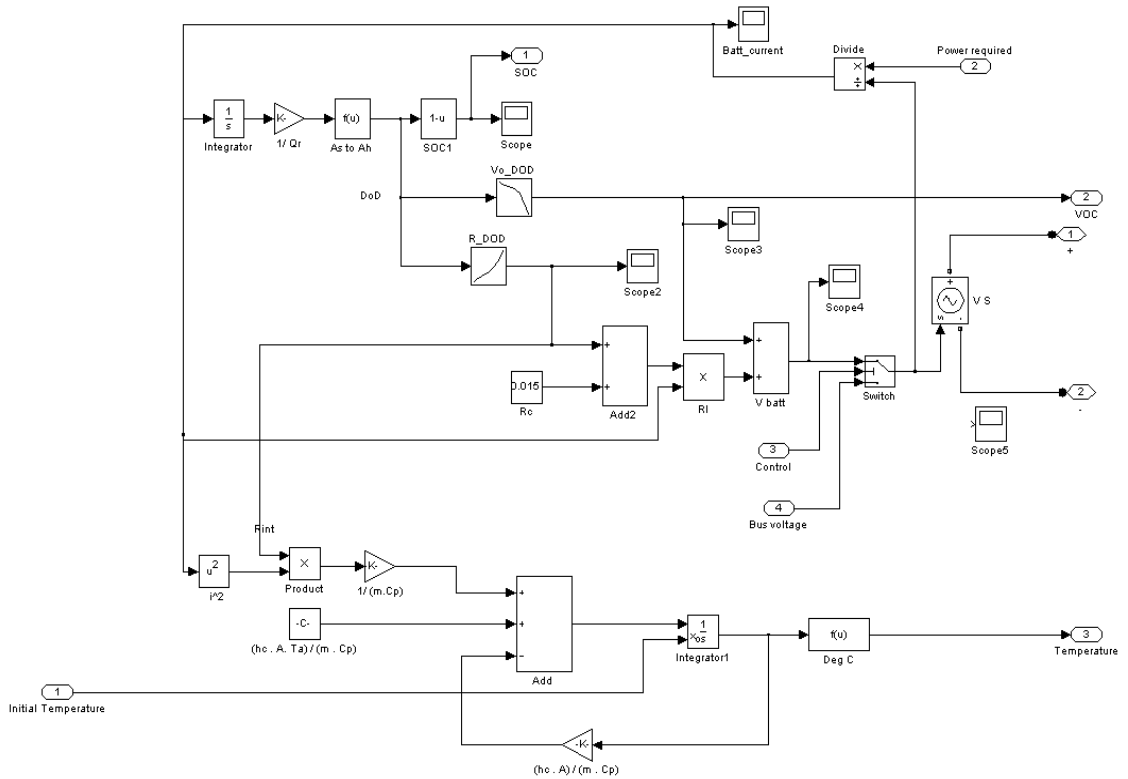 Batt_current
Divide
×
÷
Power required
2
1
SOC
1
s
Integrator
K-
1/ Qr
f(u)
As to Ah
1-u
SOC1
Scope
DoD
Vo_DOD
2
VOC
Scope3
1
+
R_DOD
Scope2
Scope4
+
-
s
V S
+
+
Add2
0.015
Rc
X
RI
+
+
V batt
Switch
2
-
Scope5
3
Control
4
Bus voltage
Rint
u2
i^2
X
Product
K-
1/ (m.Cp)
-C-
(hc . A. Ta) / (m . Cp)
+
+
−
Add
1
xo s
Integrator1
f(u)
Deg C
3
Temperature
1
Initial Temperature
-K-
(hc . A) / (m . Cp)